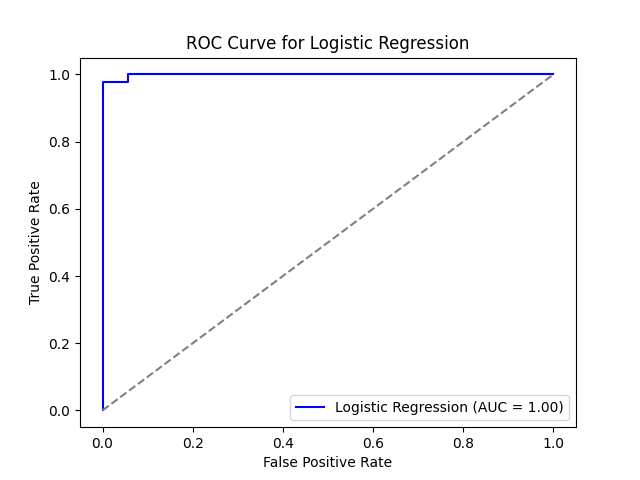 ROC Curve for Logistic Regression
True Positive Rate
1.0
0.8
0.6
0.4
0.2
0.0
Logistic Regression (AUC = 1.00)
0.0 0.2 0.4 0.6 0.8 1.0
False Positive Rate